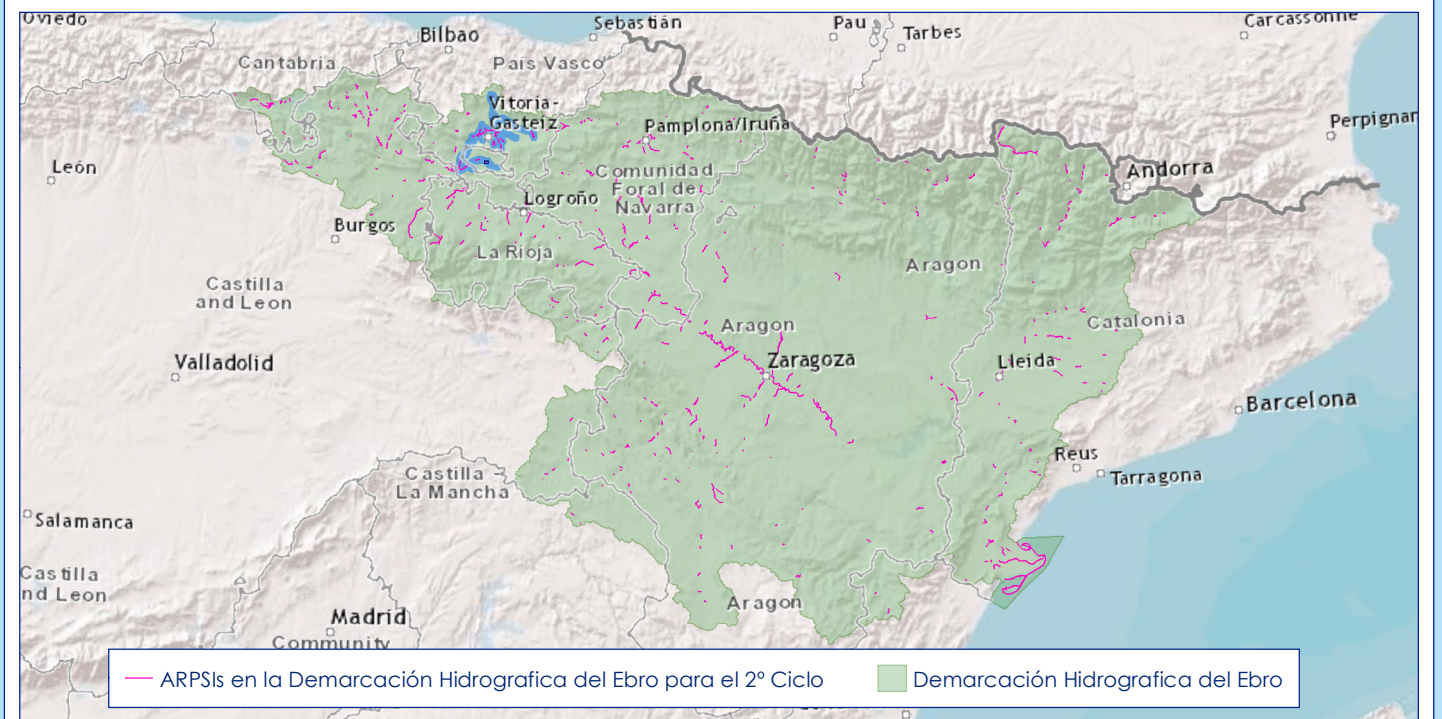 Oviedo
Sebastián
Pau
Carcassonne
Bilbao
Tarbes
Cantabria
País Vasco
Vitoria-
Gasteiz
Pamplona/Iruña
Perpignan
León
Andorra
Comunidad
Foral de
Navarra
Logroño
Burgos
La Rioja
Aragon
Castilla
and Leon
Aragon
Catalonia
Valladolid
Zaragoza
Lleida
Barcelona
Castilla -
La Mancha
Reus
Tarragona
Salamanca
Castilla
nd Leon
Aragon
Madrid
Community
ARPSIs en la Demarcación Hidrografica del Ebro para el 2º Ciclo
Demarcación Hidrografica del Ebro